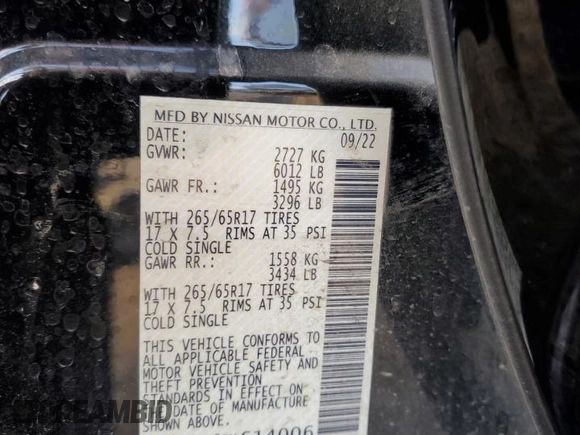 MFD BY NISSAN MOTOR CO., LTD.
DATE: 09/22
GVWR: 2727 KG
6012 LB
GAWR FR.: 1495 KG
3296 LB
WITH 265/65R17 TIRES
17 X 7.5 RIMS AT 35 PSI
COLD SINGLE
GAWR RR.: 1558 KG
3434 LB
WITH 265/65R17 TIRES
17 X 7.5 RIMS AT 35 PSI
COLD SINGLE
THIS VEHICLE CONFORMS TO
ALL APPLICABLE FEDERAL
MOTOR VEHICLE SAFETY AND
THEFT PREVENTION
STANDARDS IN EFFECT ON
THE DATE OF MANUFACTURE
SHOWN ABOVE.
614006